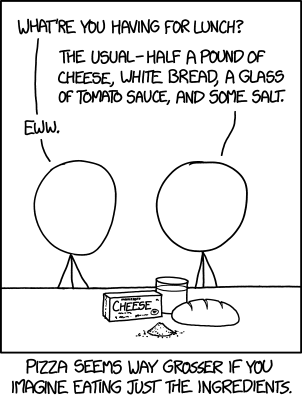 WHAT'RE YOU HAVING FOR LUNCH?
THE USUAL–HALF A POUND OF
CHEESE, WHITE BREAD, A GLASS
OF TOMATO SAUCE, AND SOME SALT.
EWW.
CHEESE
PIZZA SEEMS WAY GROSSER IF YOU
IMAGINE EATING JUST THE INGREDIENTS.